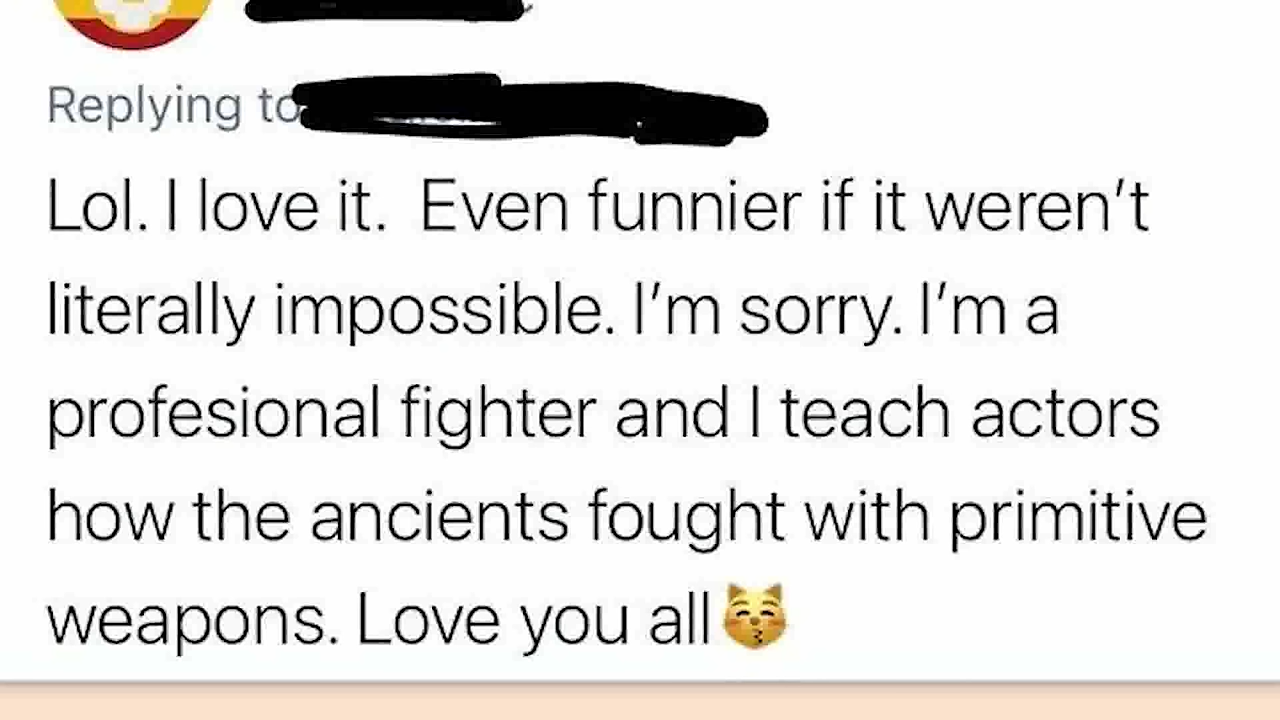 Replying to
Lol. I love it.  Even funnier if it weren’t
literally impossible. I’m sorry. I’m a
profesional fighter and I teach actors
how the ancients fought with primitive
weapons. Love you all😽